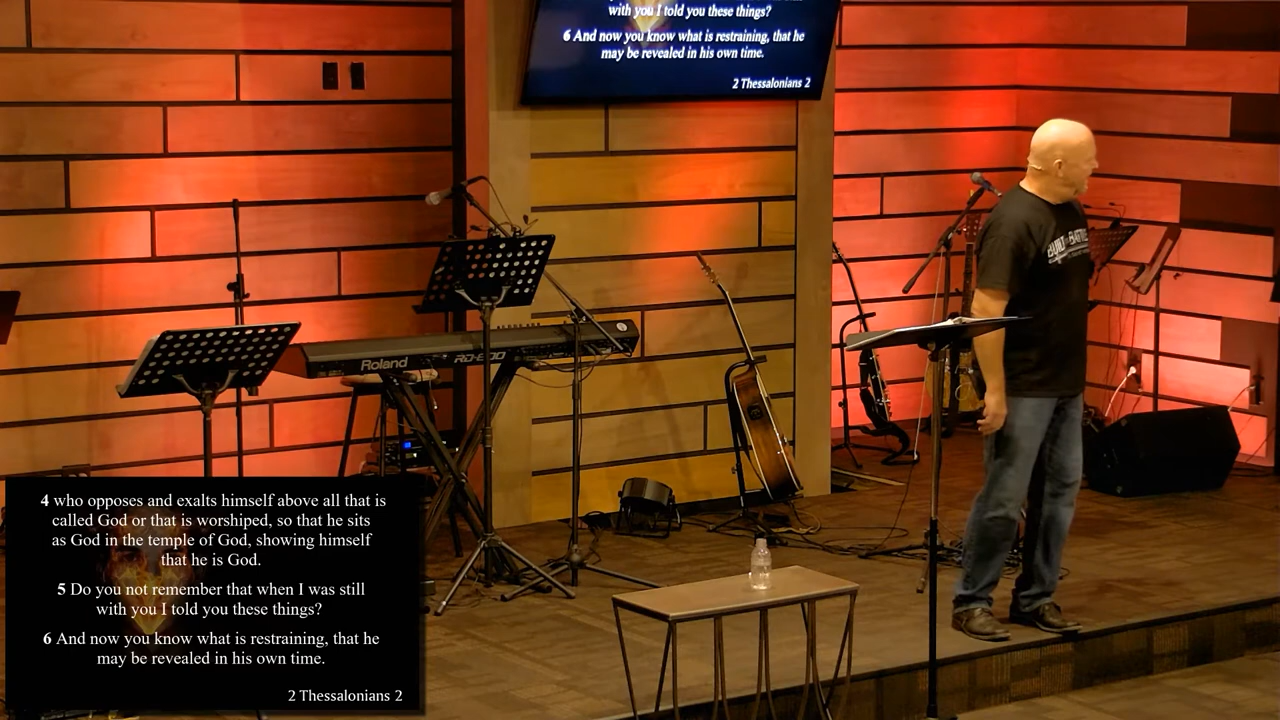 with you I told you these things?
6 And now you know what is restraining, that he
may be revealed in his own time.
2 Thessalonians 2
BATTLE
Roland
RD-800
4 who opposes and exalts himself above all that is
called God or that is worshiped, so that he sits
as God in the temple of God, showing himself
that he is God.
5 Do you not remember that when I was still
with you I told you these things?
6 And now you know what is restraining, that he
may be revealed in his own time.
2 Thessalonians 2